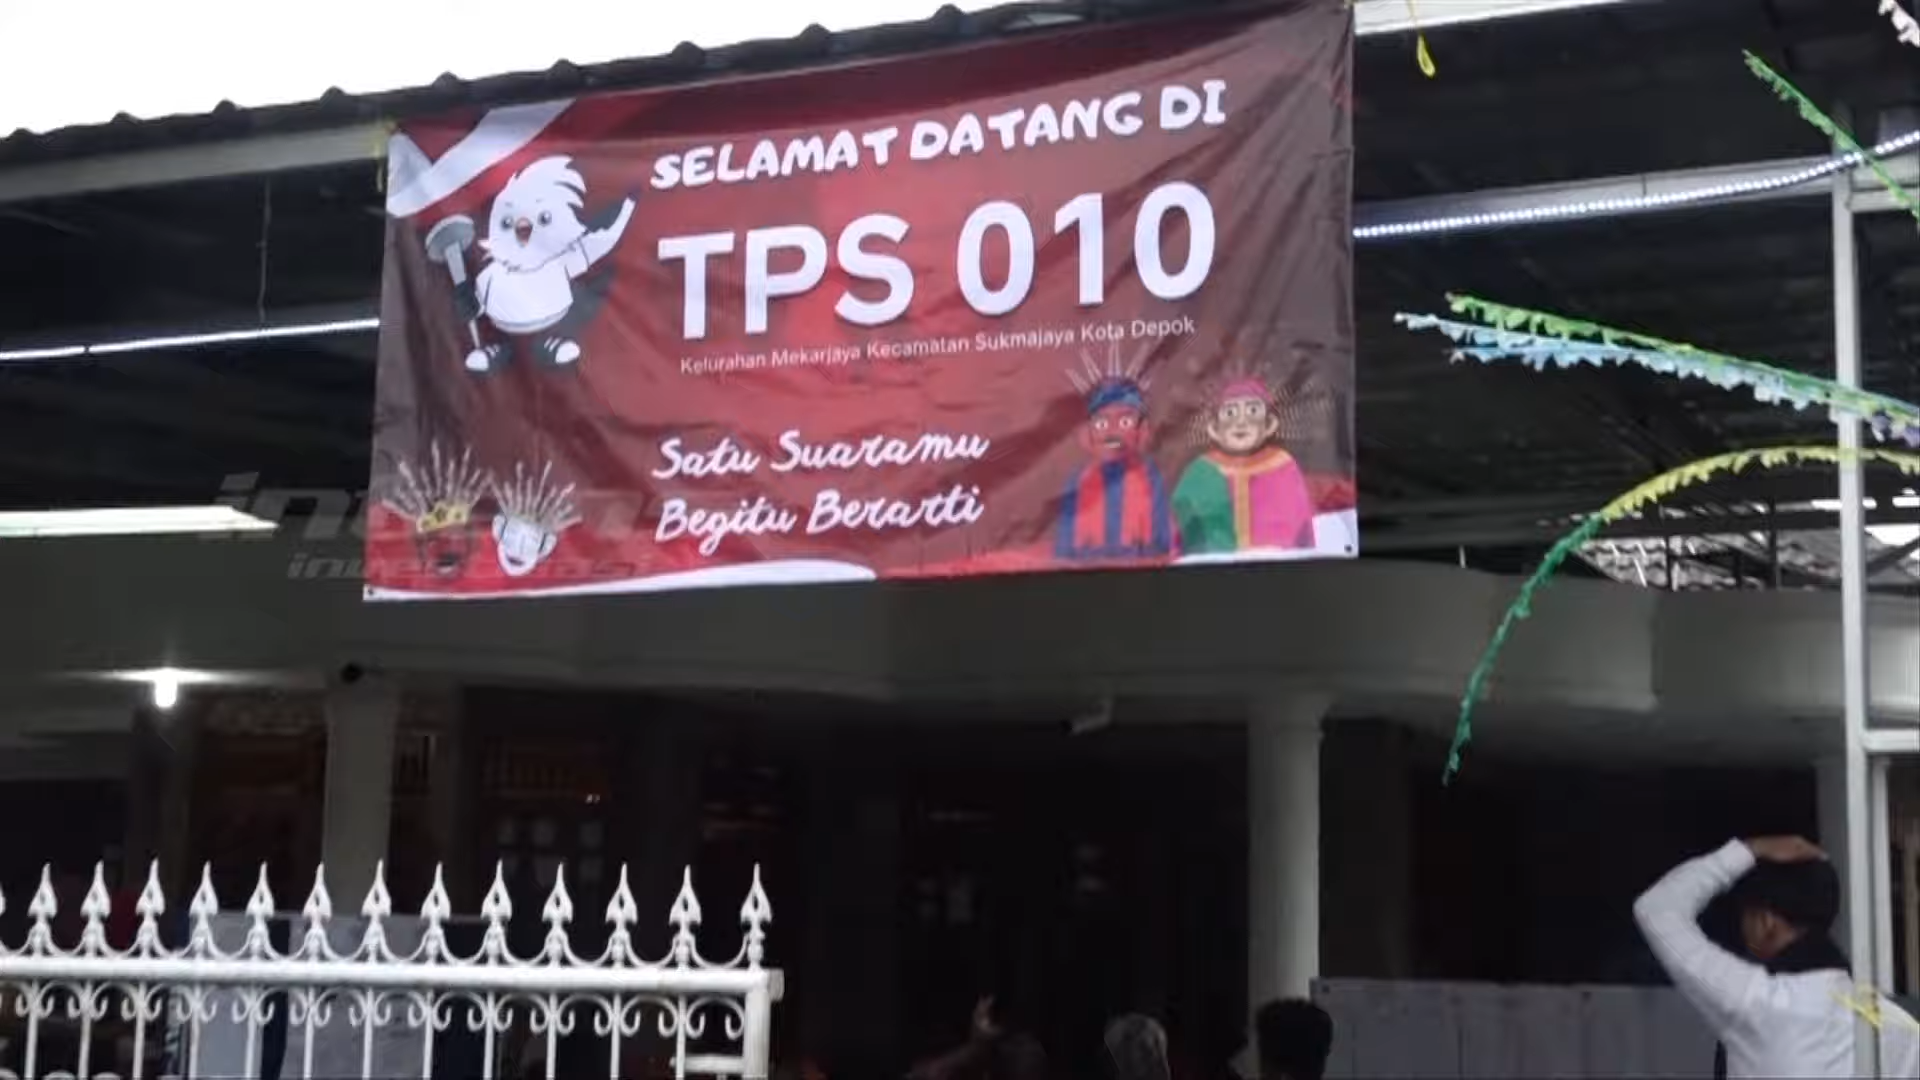 SELAMAT DATANG DI
TPS 010
Kelurahan Mekarjaya Kecamatan Sukmajaya Kota Depok
Satu Suaramu
Begitu Berarti